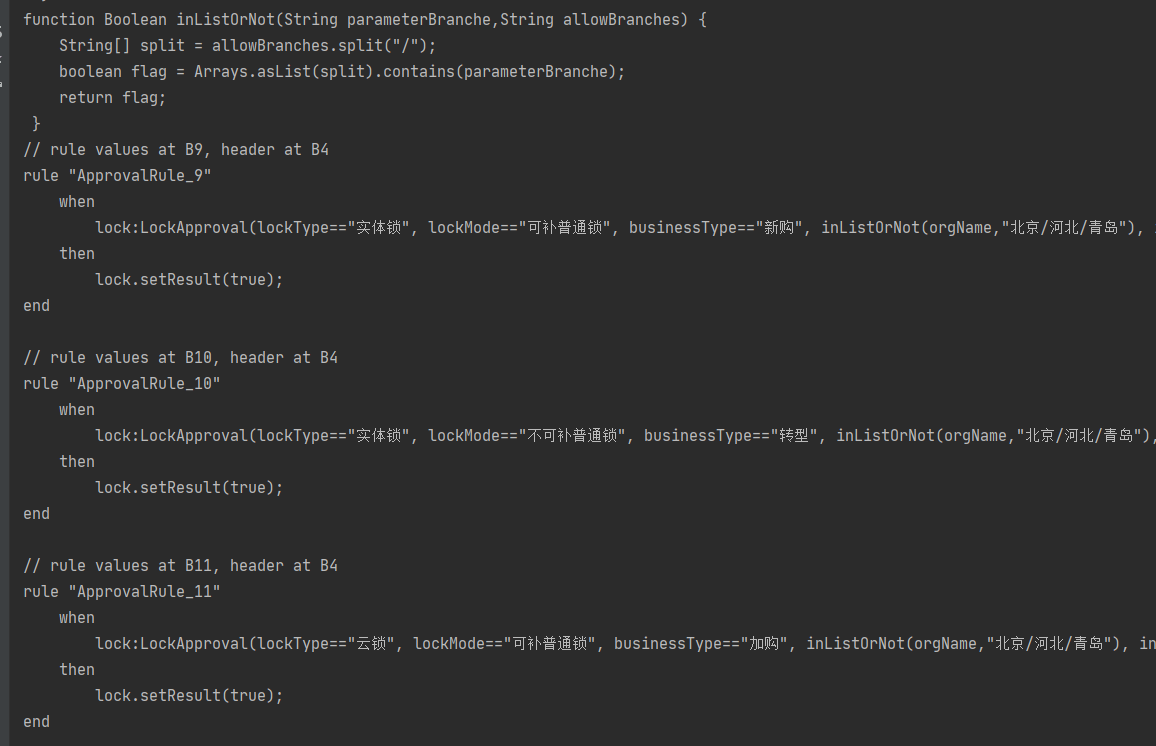 function Boolean inListOrNot(String parameterBranche,String allowBranches) {
    String[] split = allowBranches.split("/");
    boolean flag = Arrays.asList(split).contains(parameterBranche);
    return flag;
 }
// rule values at B9, header at B4
rule "ApprovalRule_9"
    when
        lock:LockApproval(lockType=="实体锁", lockMode=="可补普通锁", businessType=="新购", inListOrNot(orgName,"北京/河北/青岛"),
    then
        lock.setResult(true);
end

// rule values at B10, header at B4
rule "ApprovalRule_10"
    when
        lock:LockApproval(lockType=="实体锁", lockMode=="不可补普通锁", businessType=="转型", inListOrNot(orgName,"北京/河北/青岛"),
    then
        lock.setResult(true);
end

// rule values at B11, header at B4
rule "ApprovalRule_11"
    when
        lock:LockApproval(lockType=="云锁", lockMode=="可补普通锁", businessType=="加购", inListOrNot(orgName,"北京/河北/青岛"), in
    then
        lock.setResult(true);
end